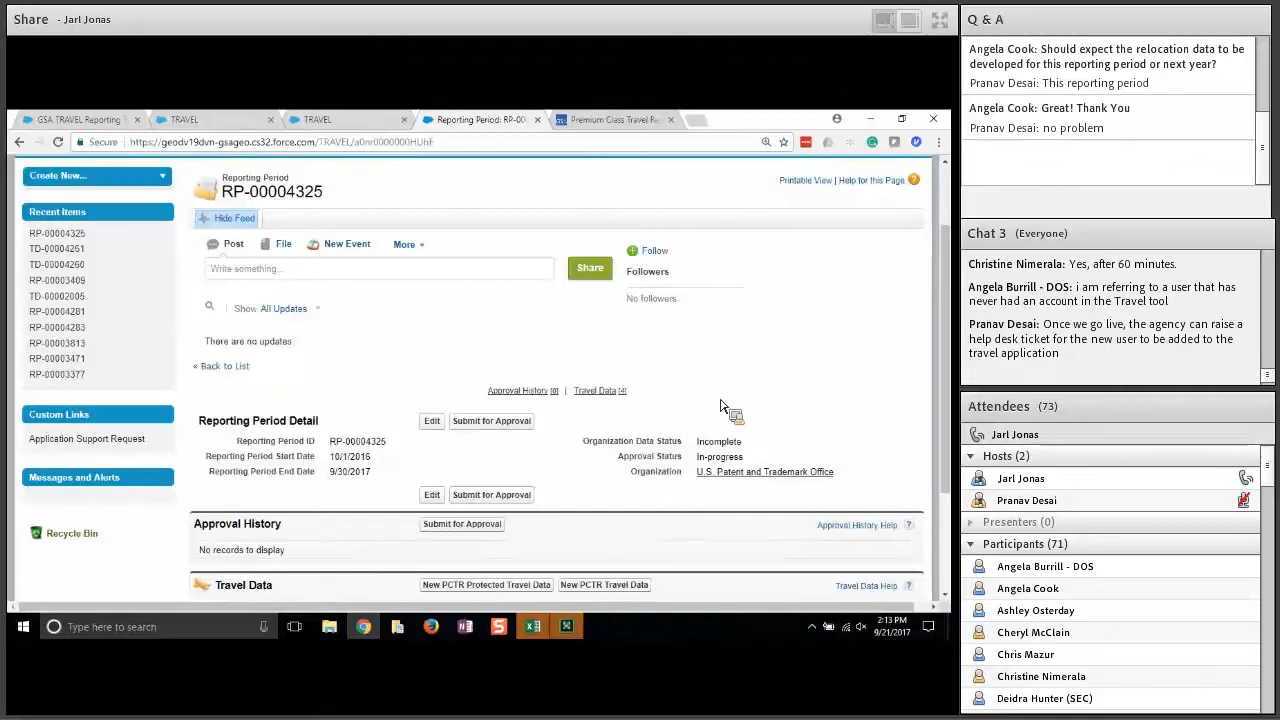 Share - Jarl Jonas
GSA TRAVEL Reporting
TRAVEL
TRAVEL
Reporting Period: RP-00
Premium Class Travel Re
Secure
https://geodv19dvn-gsageo.cs32.force.com/TRAVEL/a0nr0000000HUhE
Create New...
Recent Items
RP-00004325
TD-00004261
TD-00004260
RP-00003409
TD-00002005
RP-00004281
RP-00004283
RP-00003813
RP-00003471
RP-00003377
Custom Links
Application Support Request
Messages and Alerts
Recycle Bin
Reporting Period
RP-00004325
Printable View | Help for this Page
Hide Feed
Post File New Event More
Write something...
Share
Follow
Followers
No followers.
Show All Updates
There are no updates.
« Back to List
Approval History [0] | Travel Data [4]
Reporting Period Detail Edit Submit for Approval
Reporting Period ID RP-00004325 Organization Data Status Incomplete
Reporting Period Start Date 10/1/2016 Approval Status In-progress
Reporting Period End Date 9/30/2017 Organization U.S. Patent and Trademark Office
Edit Submit for Approval
Approval History Submit for Approval Approval History Help ?
No records to display
Travel Data New PCTR Protected Travel Data New PCTR Travel Data Travel Data Help ?
Type here to search
2:13 PM
9/21/2017
Q & A
Angela Cook: Should expect the relocation data to be
developed for this reporting period or next year?
Pranav Desai: This reporting period
Angela Cook: Great! Thank You
Pranav Desai: no problem
Chat 3 (Everyone)
Christine Nimerala: Yes, after 60 minutes.
Angela Burrill - DOS: i am referring to a user that has
never had an account in the Travel tool
Pranav Desai: Once we go live, the agency can raise a
help desk ticket for the new user to be added to the
travel application
Attendees (73)
Jarl Jonas
Hosts (2)
Jarl Jonas
Pranav Desai
Presenters (0)
Participants (71)
Angela Burrill - DOS
Angela Cook
Ashley Osterday
Cheryl McClain
Chris Mazur
Christine Nimerala
Deidra Hunter (SEC)